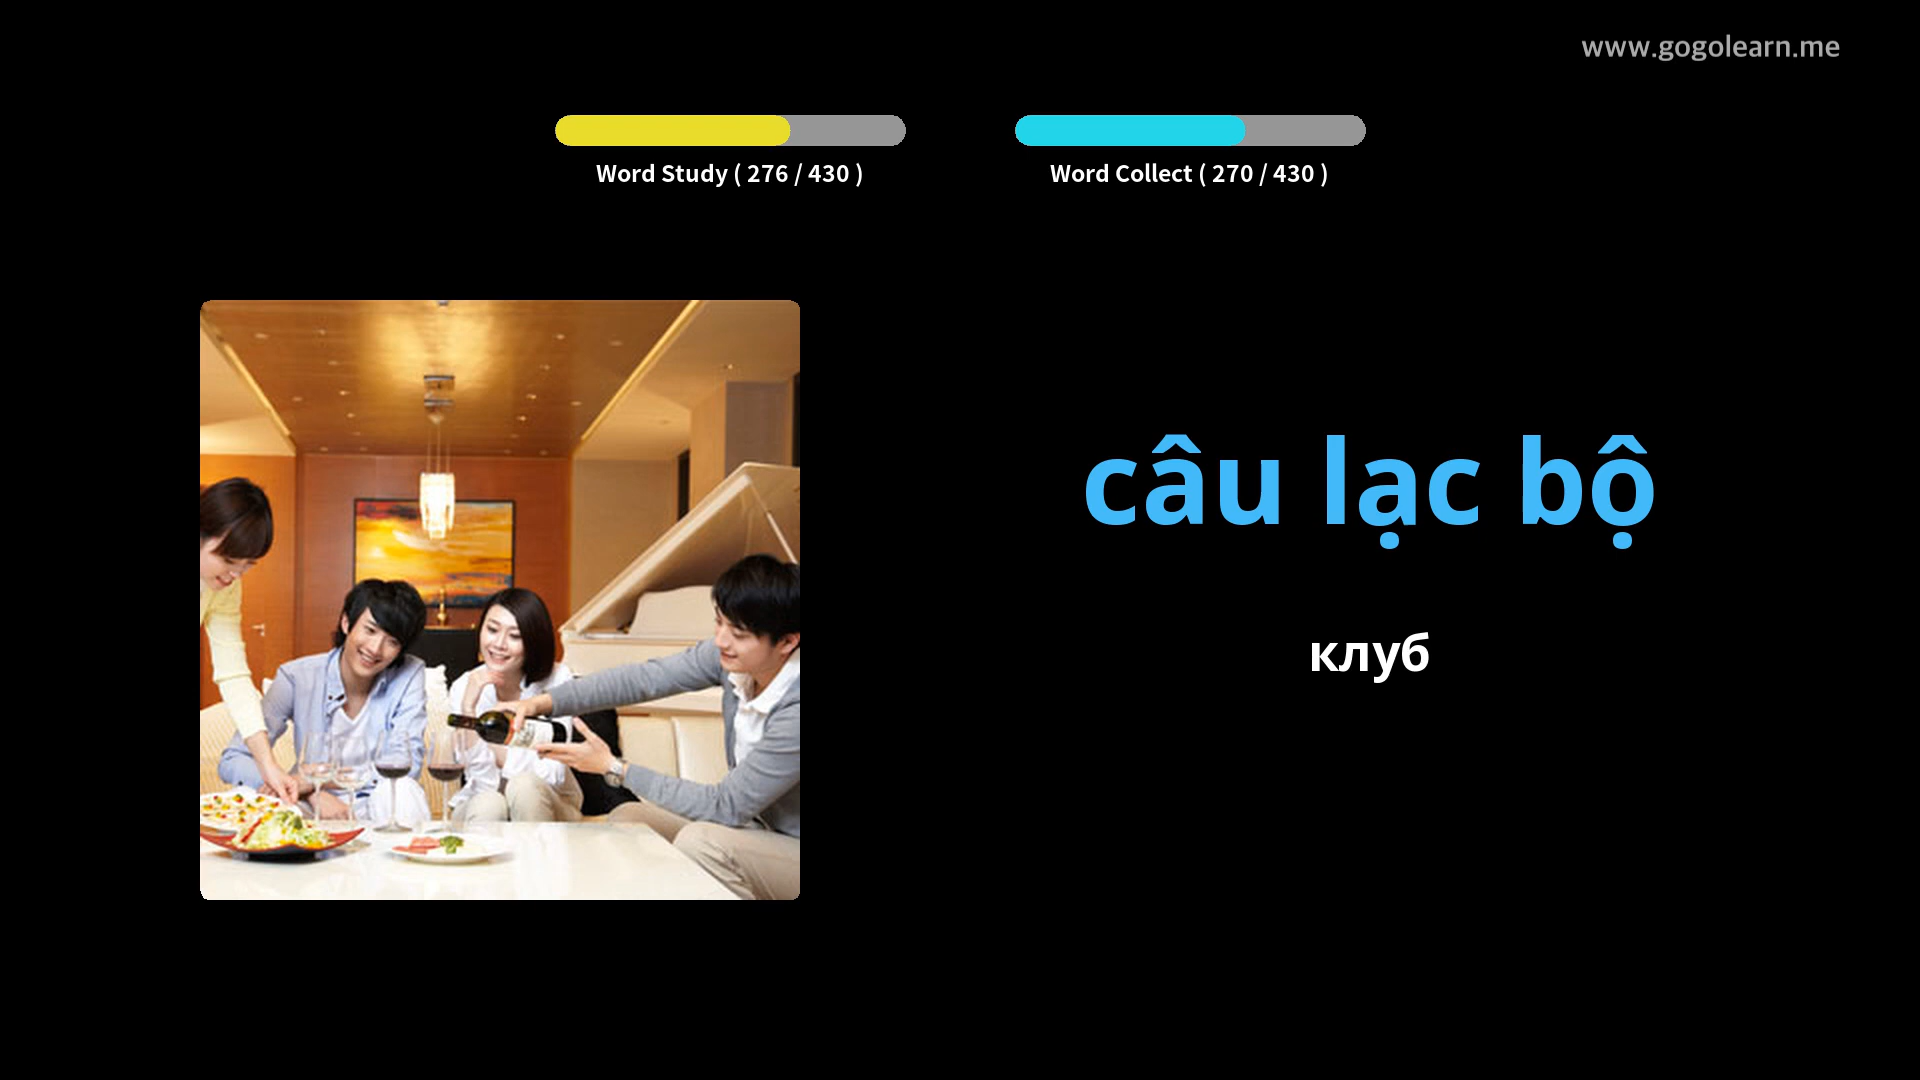 www.gogolearn.me
Word Study ( 276 / 430 )
Word Collect ( 270 / 430 )
câu lạc bộ
клуб